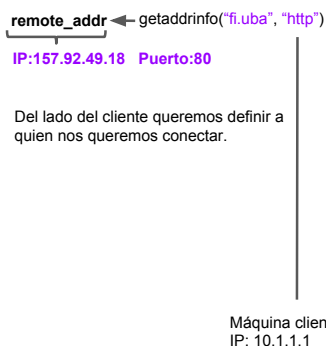 remote_addr getaddrinfo(“fi.uba”, “http”)
IP:157.92.49.18 Puerto:80
Del lado del cliente queremos definir a
quien nos queremos conectar.
Máquina clien
IP: 10.1.1.1